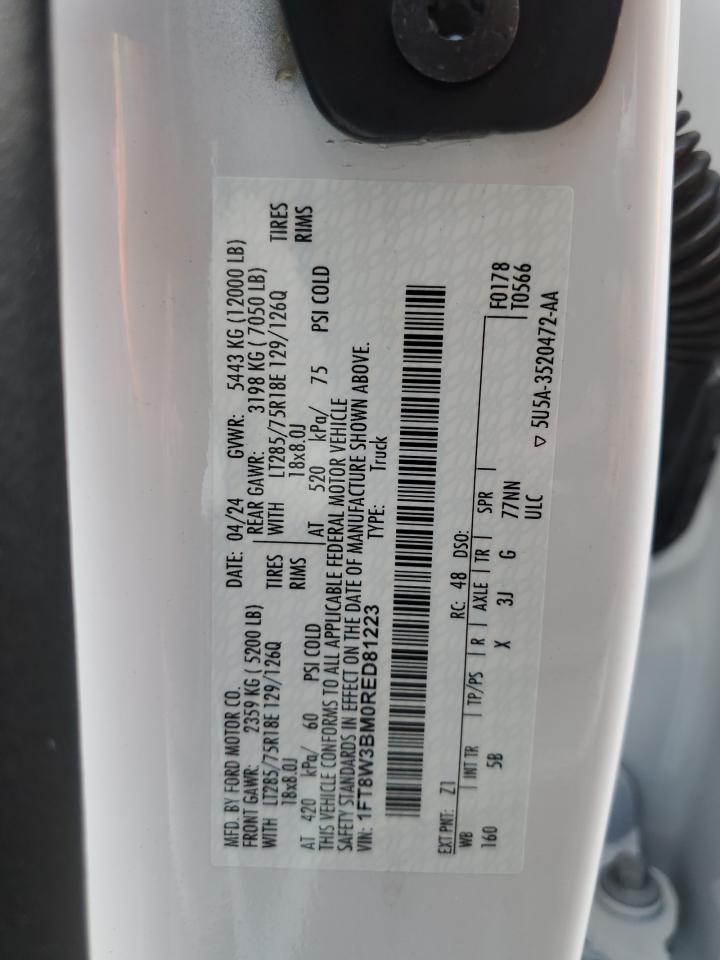 MFD. BY FORD MOTOR CO.
DATE: 04/24 GVWR: 5443 KG (12000 LB)
FRONT GAWR: 2359 KG ( 5200 LB) REAR GAWR: 3198 KG ( 7050 LB)
WITH LT285/75R18E 129/126Q TIRES WITH LT285/75R18E 129/126Q TIRES
18x8.0J RIMS 18x8.0J RIMS
AT 420 kPa/ 60 PSI COLD AT 520 kPa/ 75 PSI COLD
THIS VEHICLE CONFORMS TO ALL APPLICABLE FEDERAL MOTOR VEHICLE
SAFETY STANDARDS IN EFFECT ON THE DATE OF MANUFACTURE SHOWN ABOVE.
VIN: 1FT8W3BM0RED81223 TYPE: Truck
EXT PNT: Z1 RC: 48 DSO: F0178
WB INT TR TP/PS R AXLE TR SPR T0566
160 5B X 3J G 77NN
ULC
▽ 5U5A-3520472-AA